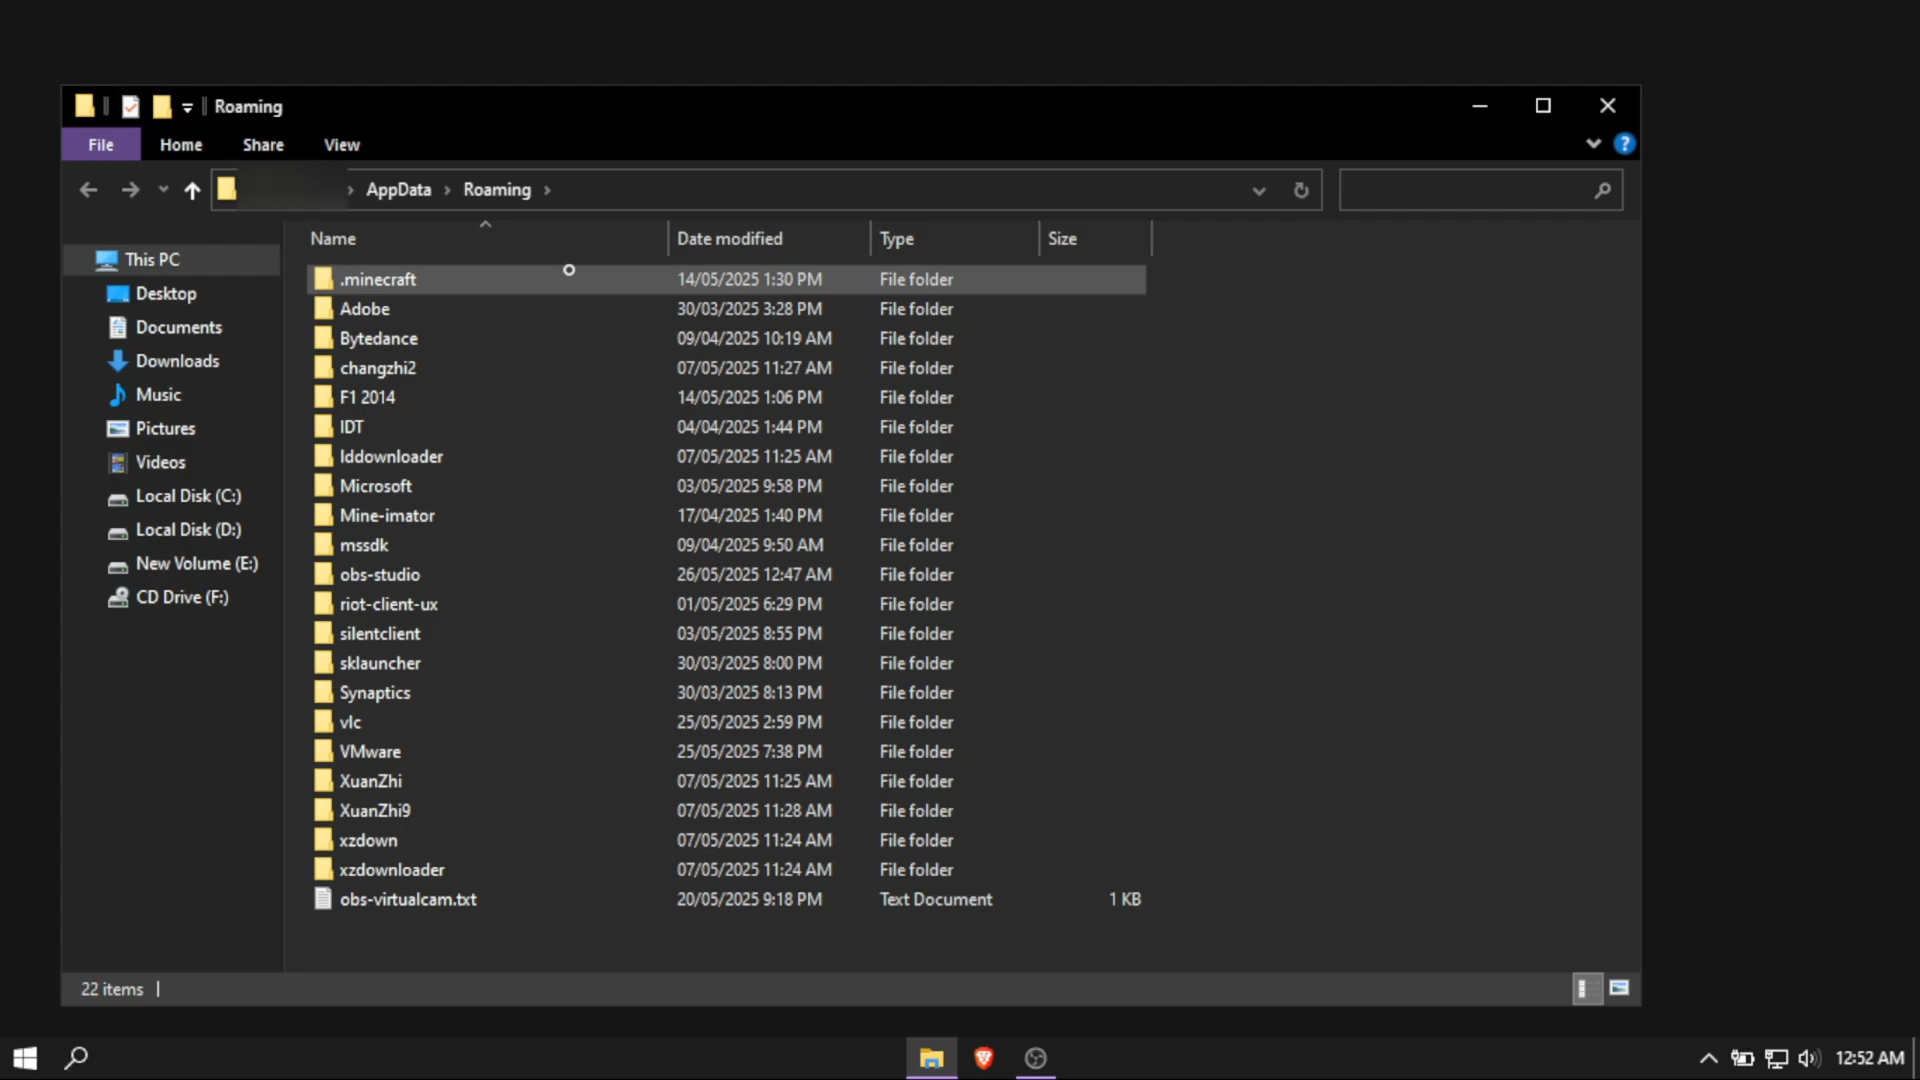 Roaming
File Home Share View
AppData Roaming
Name Date modified Type Size
This PC
Desktop
Documents
Downloads
Music
Pictures
Videos
Local Disk (C:)
Local Disk (D:)
New Volume (E:)
CD Drive (F:)
.minecraft 14/05/2025 1:30 PM File folder
Adobe 30/03/2025 3:28 PM File folder
Bytedance 09/04/2025 10:19 AM File folder
changzhi2 07/05/2025 11:27 AM File folder
F1 2014 14/05/2025 1:06 PM File folder
IDT 04/04/2025 1:44 PM File folder
lddownloader 07/05/2025 11:25 AM File folder
Microsoft 03/05/2025 9:58 PM File folder
Mine-imator 17/04/2025 1:40 PM File folder
mssdk 09/04/2025 9:50 AM File folder
obs-studio 26/05/2025 12:47 AM File folder
riot-client-ux 01/05/2025 6:29 PM File folder
silentclient 03/05/2025 8:55 PM File folder
sklauncher 30/03/2025 8:00 PM File folder
Synaptics 30/03/2025 8:13 PM File folder
vlc 25/05/2025 2:59 PM File folder
VMware 25/05/2025 7:38 PM File folder
XuanZhi 07/05/2025 11:25 AM File folder
XuanZhi9 07/05/2025 11:28 AM File folder
xzdown 07/05/2025 11:24 AM File folder
xzdownloader 07/05/2025 11:24 AM File folder
obs-virtualcam.txt 20/05/2025 9:18 PM Text Document 1 KB
22 items
12:52 AM